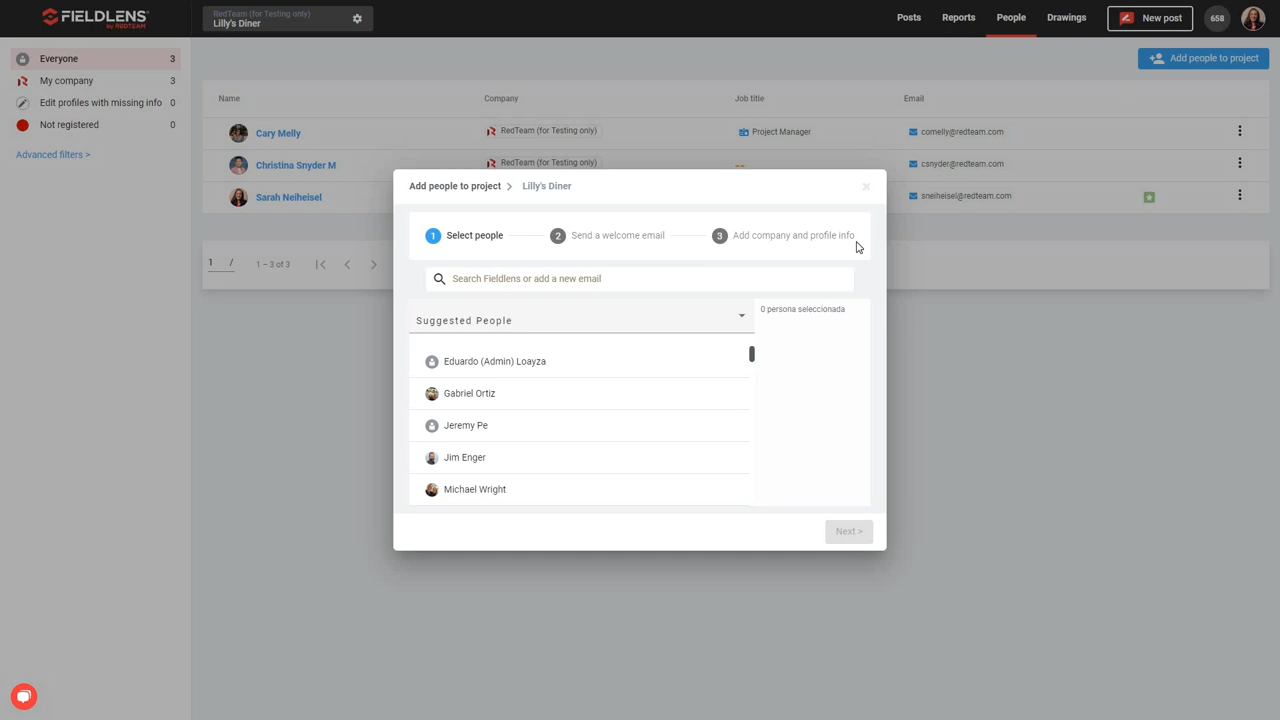 FIELDLENS
by REDTEAM
RedTeam (for Testing only)
Lilly's Diner
Posts
Reports
People
Drawings
New post
658
Everyone 3
My company 3
Edit profiles with missing info 0
Not registered 0
Advanced filters >
Add people to project
Name Company Job title Email
Cary Melly RedTeam (for Testing only) Project Manager comelly@redteam.com
Christina Snyder M RedTeam (for Testing only) -- csnyder@redteam.com
Sarah Neiheisel sneiheisel@redteam.com
1 / 1 – 3 of 3
Add people to project > Lilly's Diner
1 Select people 2 Send a welcome email 3 Add company and profile info
Search Fieldlens or add a new email
Suggested People
0 persona seleccionada
Eduardo (Admin) Loayza
Gabriel Ortiz
Jeremy Pe
Jim Enger
Michael Wright
Next >